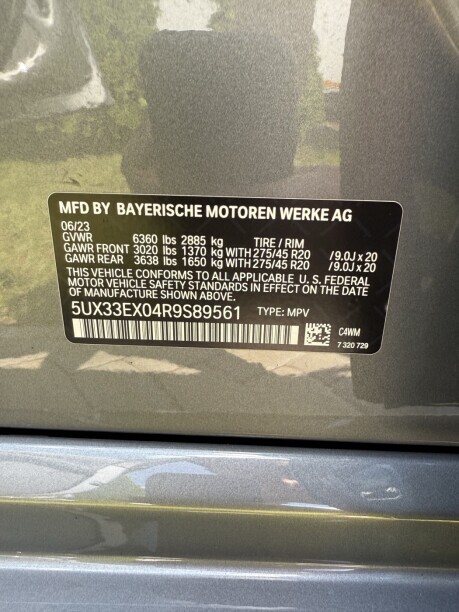 MFD BY BAYERISCHE MOTOREN WERKE AG
06/23
GVWR 6360 lbs 2885 kg TIRE / RIM
GAWR FRONT 3020 lbs 1370 kg WITH 275/45 R20 /9.0J x 20
GAWR REAR 3638 lbs 1650 kg WITH 275/45 R20 /9.0J x 20
THIS VEHICLE CONFORMS TO ALL APPLICABLE U.S. FEDERAL
MOTOR VEHICLE SAFETY STANDARDS IN EFFECT ON THE DATE
OF MANUFACTURE SHOWN ABOVE.
5UX33EX04R9S89561 TYPE: MPV
C4WM
7 320 729